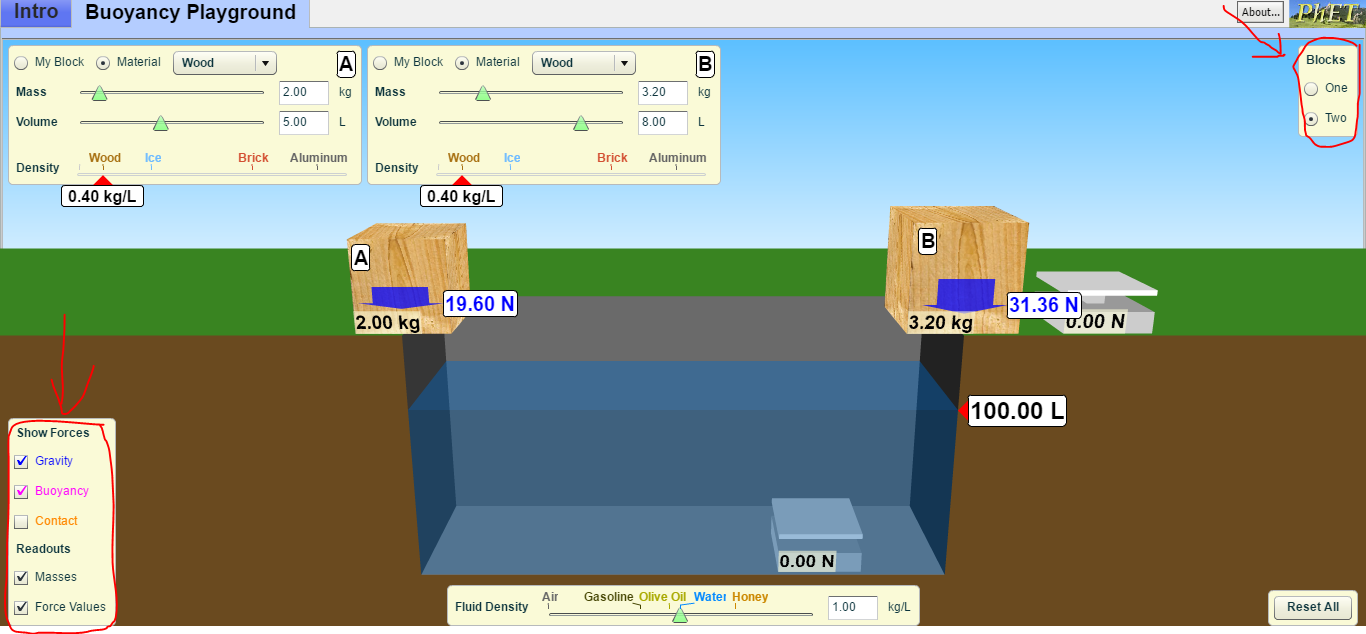 Intro
Buoyancy Playground
About...
PhET
My Block Material Wood A
Mass 2.00 kg
Volume 5.00 L
Wood Ice Brick Aluminum
Density
0.40 kg/L
My Block Material Wood B
Mass 3.20 kg
Volume 8.00 L
Wood Ice Brick Aluminum
Density
0.40 kg/L
Blocks
One
Two
A
19.60 N
2.00 kg
B
31.36 N
3.20 kg
0.00 N
100.00 L
0.00 N
Show Forces
Gravity
Buoyancy
Contact
Readouts
Masses
Force Values
Air Gasoline Olive Oil Water Honey
Fluid Density 1.00 kg/L
Reset All